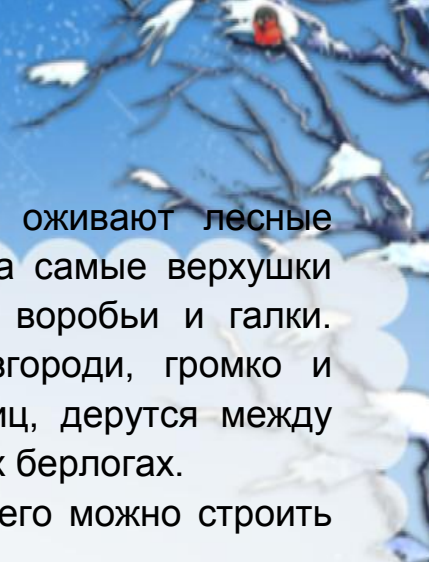 оживают лесные
а самые верхушки
воробьи и галки.
згороди, громко и
иц, дерутся между
х берлогах.
его можно строить